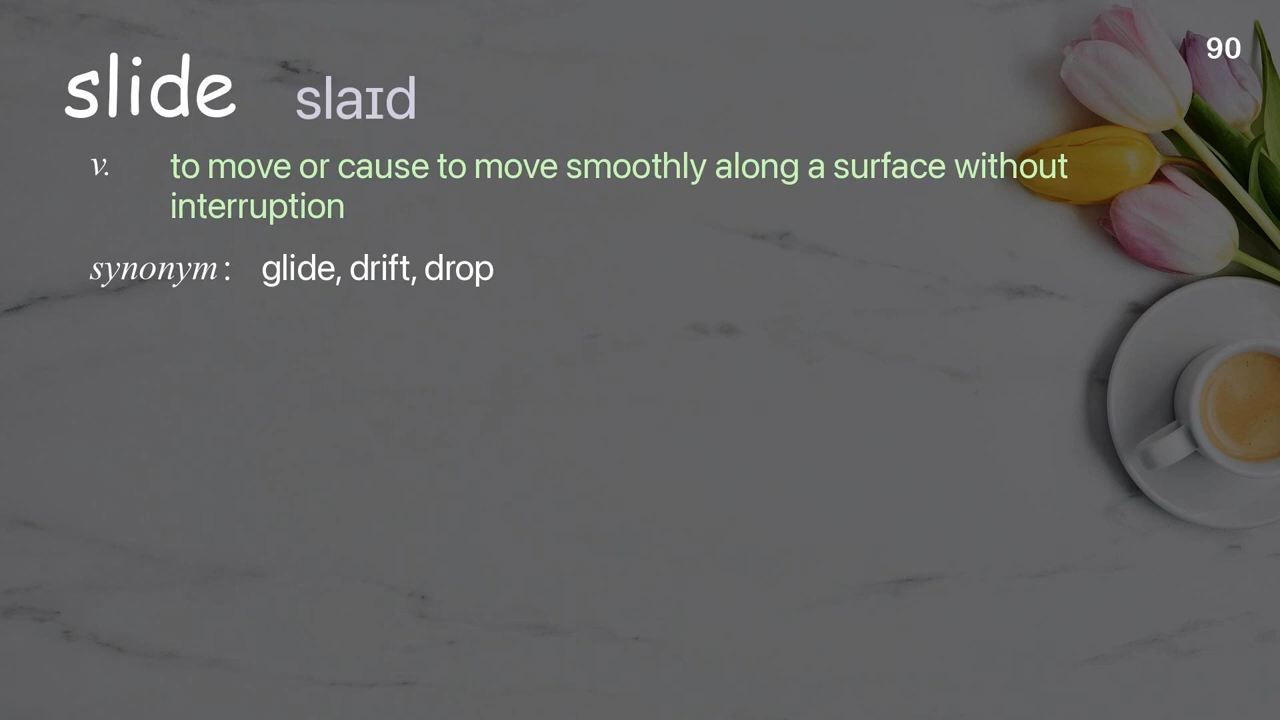 90
slide slaɪd
v. to move or cause to move smoothly along a surface without
interruption
synonym: glide, drift, drop